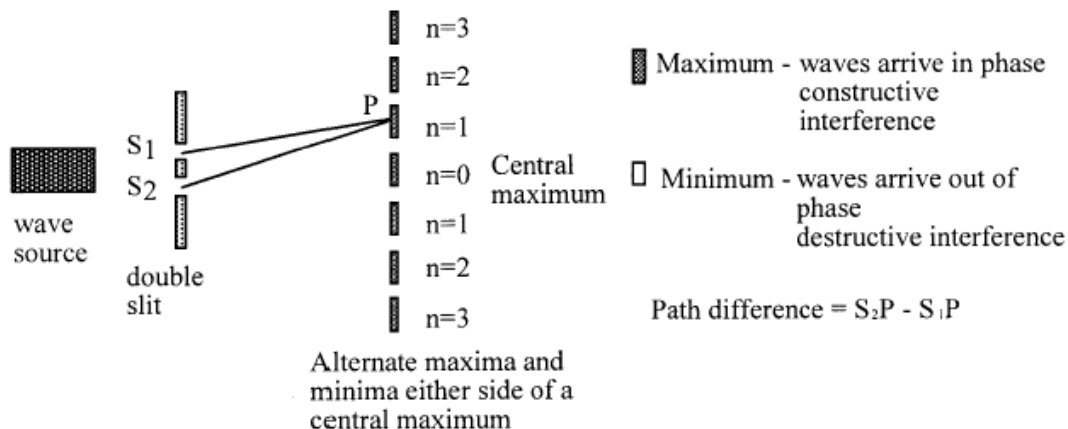 n=3
n=2
P
n=1
S1
S2
n=0
Central
maximum
n=1
n=2
n=3
wave
source
double
slit
Alternate maxima and
minima either side of a
central maximum
Maximum - waves arrive in phase
constructive
interference
Minimum - waves arrive out of
phase
destructive interference
Path difference = S₂P - S₁P